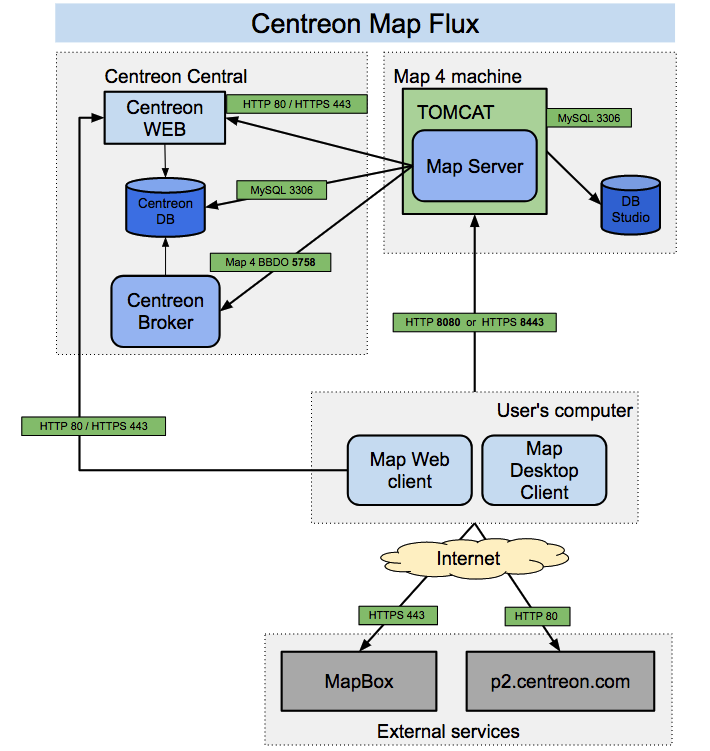 Centreon Map Flux
Centreon Central
Centreon
WEB
HTTP 80 / HTTPS 443
Centreon
DB
MySQL 3306
Map 4 BBDO 5758
Centreon
Broker
Map 4 machine
TOMCAT
Map Server
MySQL 3306
DB
Studio
HTTP 8080 or HTTPS 8443
HTTP 80 / HTTPS 443
User's computer
Map Web
client
Map
Desktop
Client
Internet
HTTPS 443
HTTP 80
MapBox
p2.centreon.com
External services